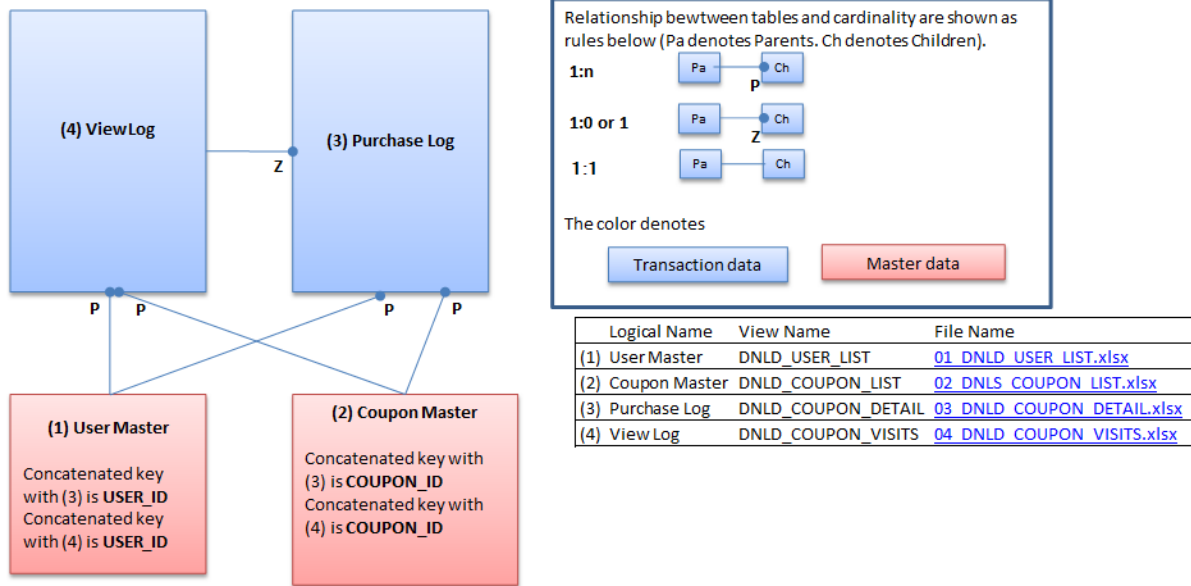 (4) ViewLog
(3) Purchase Log
Z
P
P
P
P
(1) User Master
Concatenated key
with (3) is USER_ID
Concatenated key
with (4) is USER_ID
(2) Coupon Master
Concatenated key with
(3) is COUPON_ID
Concatenated key with
(4) is COUPON_ID
Relationship bewtween tables and cardinality are shown as
rules below (Pa denotes Parents. Ch denotes Children).
1:n Pa Ch
P
1:0 or 1 Pa Ch
Z
1:1 Pa Ch
The color denotes
Transaction data Master data
Logical Name View Name File Name
(1) User Master DNLD_USER_LIST 01_DNLD_USER_LIST.xlsx
(2) Coupon Master DNLD_COUPON_LIST 02_DNLS_COUPON_LIST.xlsx
(3) Purchase Log DNLD_COUPON_DETAIL 03_DNLD_COUPON_DETAIL.xlsx
(4) View Log DNLD_COUPON_VISITS 04_DNLD_COUPON_VISITS.xlsx